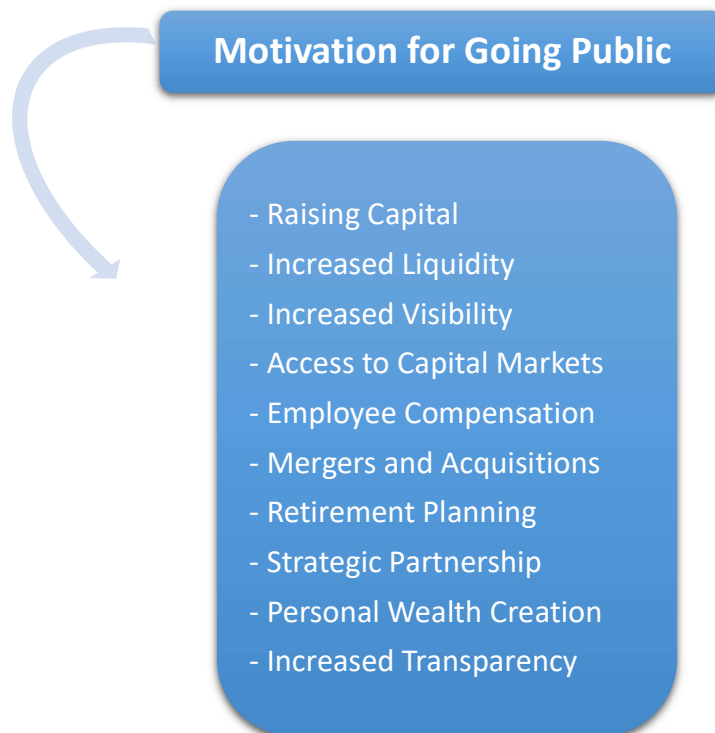 Motivation for Going Public
- Raising Capital
- Increased Liquidity
- Increased Visibility
- Access to Capital Markets
- Employee Compensation
- Mergers and Acquisitions
- Retirement Planning
- Strategic Partnership
- Personal Wealth Creation
- Increased Transparency